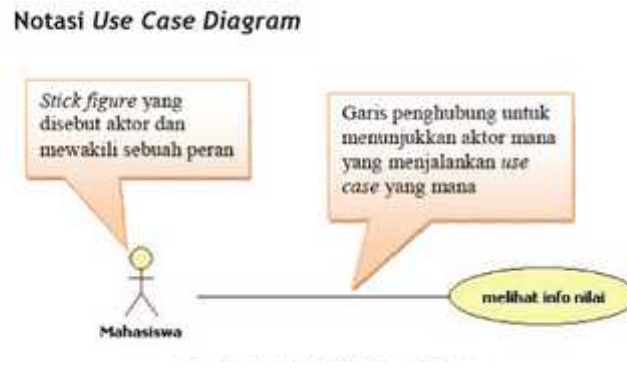 Notasi Use Case Diagram
Stick figure yang
disebut aktor dan
mewakili sebuah peran
Garis penghubung untuk
menunjukkan aktor mana
yang menjalankan use
case yang mana
Mahasiswa
melihat info nilai